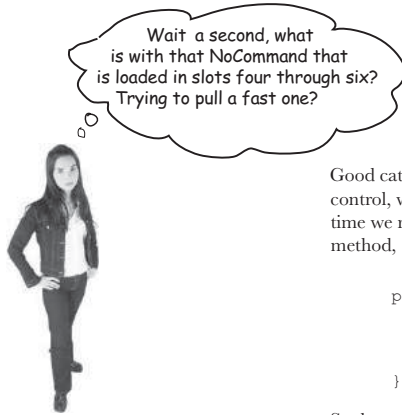 Wait a second, what
is with that NoCommand that
is loaded in slots four through six?
Trying to pull a fast one?
Good cat
control, w
time we
method,
p
}